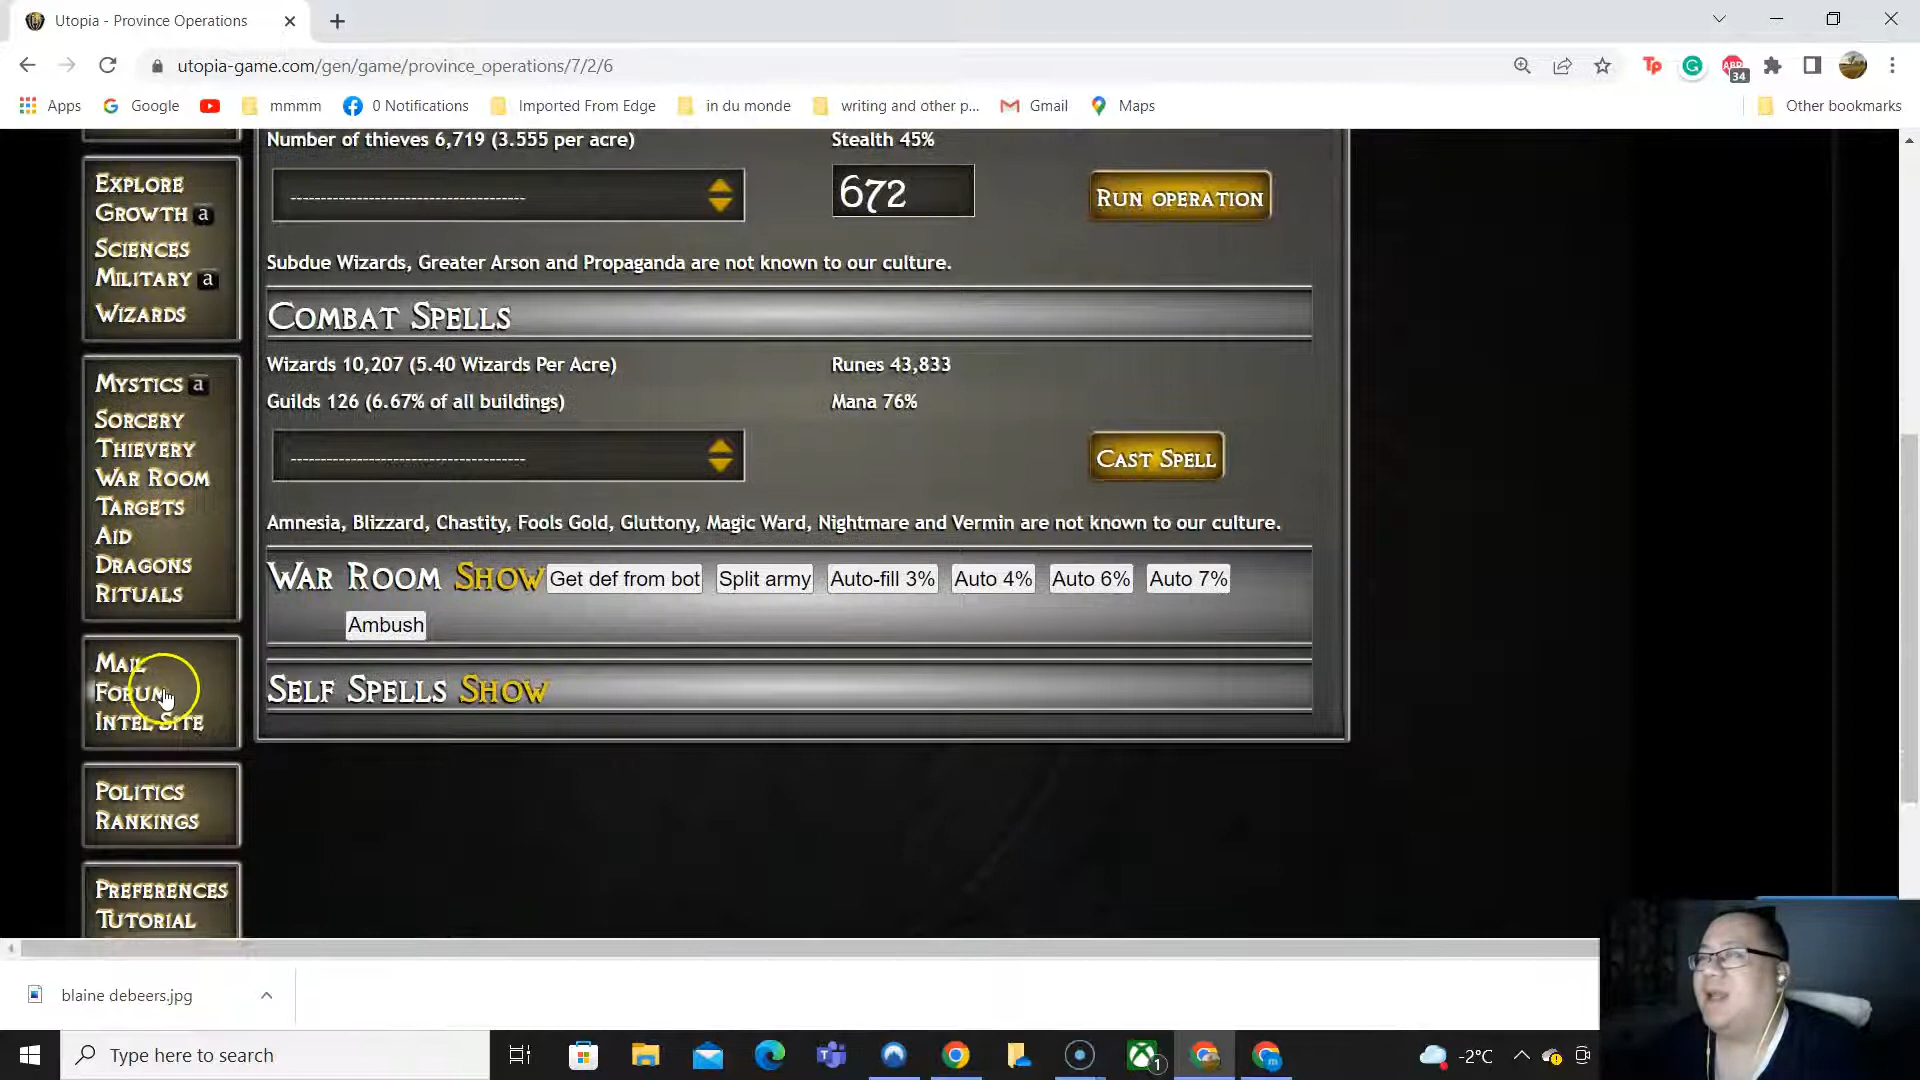 Utopia - Province Operations
utopia-game.com/gen/game/province_operations/7/2/6
34
Apps
Google
mmmm
0 Notifications
Imported From Edge
in du monde
writing and other p...
Gmail
Maps
Other bookmarks
Explore
Growth a
Sciences
Military a
Wizards
Mystics a
Sorcery
Thievery
War Room
Targets
Aid
Dragons
Rituals
Mail
Forum
Intel Site
Politics
Rankings
Preferences
Tutorial
Number of thieves 6,719 (3.555 per acre)
Stealth 45%
---------------------------------------
672
Run operation
Subdue Wizards, Greater Arson and Propaganda are not known to our culture.
Combat Spells
Wizards 10,207 (5.40 Wizards Per Acre)
Runes 43,833
Guilds 126 (6.67% of all buildings)
Mana 76%
---------------------------------------
Cast Spell
Amnesia, Blizzard, Chastity, Fools Gold, Gluttony, Magic Ward, Nightmare and Vermin are not known to our culture.
War Room Show Get def from bot Split army Auto-fill 3% Auto 4% Auto 6% Auto 7%
Ambush
Self Spells Show
blaine debeers.jpg
Type here to search
1
-2°C